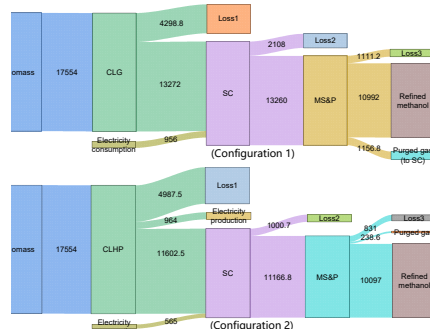 4298.8
Loss1
2108
Loss2
1111.2
Loss3
omass
17554
CLG
13272
SC
13260
MS&P
10992
Refined
methanol
Electricity
consumption
956
1156.8
Purged gas
(to SC)
(Configuration 1)
4987.5
Loss1
964
Electricity
production
1000.7
Loss2
831
Loss3
238.6
Purged gas
omass
17554
CLHP
11602.5
SC
11166.8
MS&P
10097
Refined
methanol
Electricity
565
(Configuration 2)